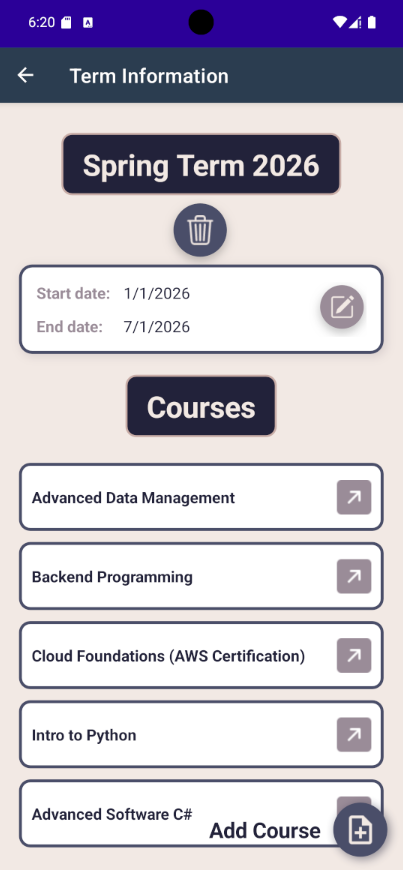 6:20
A
Term Information
Spring Term 2026
Start date: 1/1/2026
End date: 7/1/2026
Courses
Advanced Data Management
Backend Programming
Cloud Foundations (AWS Certification)
Intro to Python
Advanced Software C#
Add Course